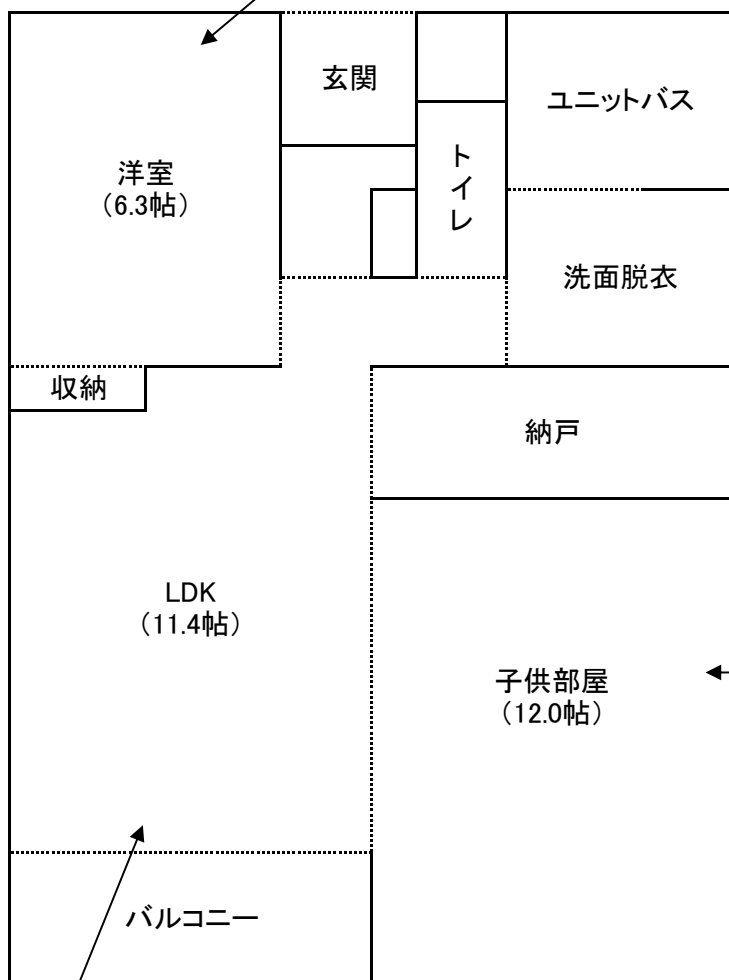 玄関
ユニットバス
洋室
（6.3帖）
トイレ
洗面脱衣
収納
納戸
LDK
（11.4帖）
子供部屋
（12.0帖）
バルコニー